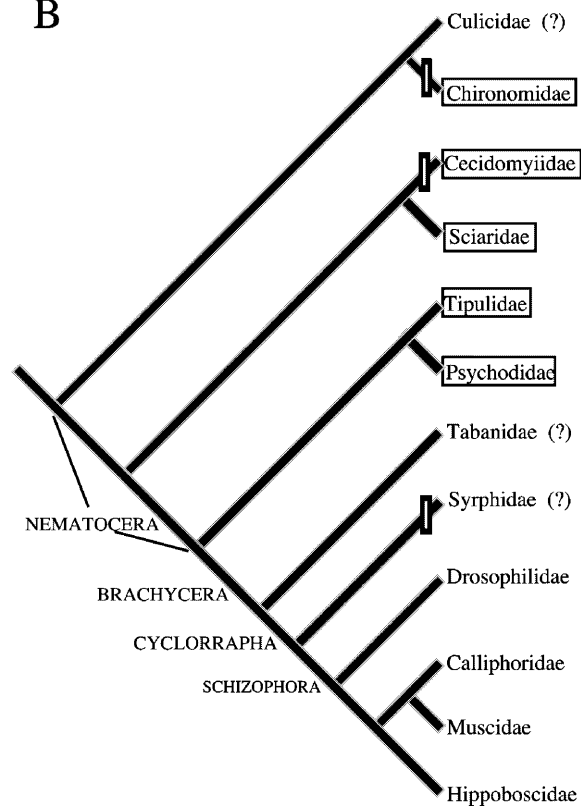 B
Culicidae (?)
Chironomidae
Cecidomyiidae
Sciaridae
Tipulidae
Psychodidae
Tabanidae (?)
Syrphidae (?)
NEMATOCERA
Drosophilidae
BRACHYCERA
CYCLORRAPHA
Calliphoridae
SCHIZOPHORA
Muscidae
Hippoboscidae